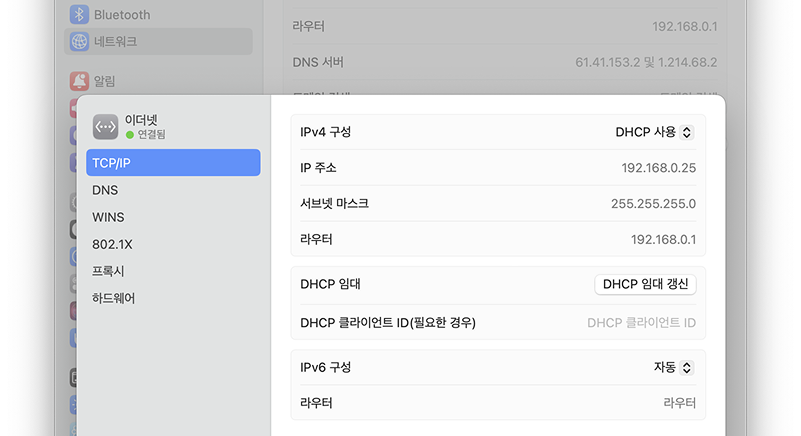 Bluetooth
네트워크
알림
라우터 192.168.0.1
DNS 서버 61.41.153.2 및 1.214.68.2
이더넷
연결됨
TCP/IP
DNS
WINS
802.1X
프록시
하드웨어
IPv4 구성 DHCP 사용
IP 주소 192.168.0.25
서브넷 마스크 255.255.255.0
라우터 192.168.0.1
DHCP 임대 DHCP 임대 갱신
DHCP 클라이언트 ID(필요한 경우) DHCP 클라이언트 ID
IPv6 구성 자동
라우터 라우터